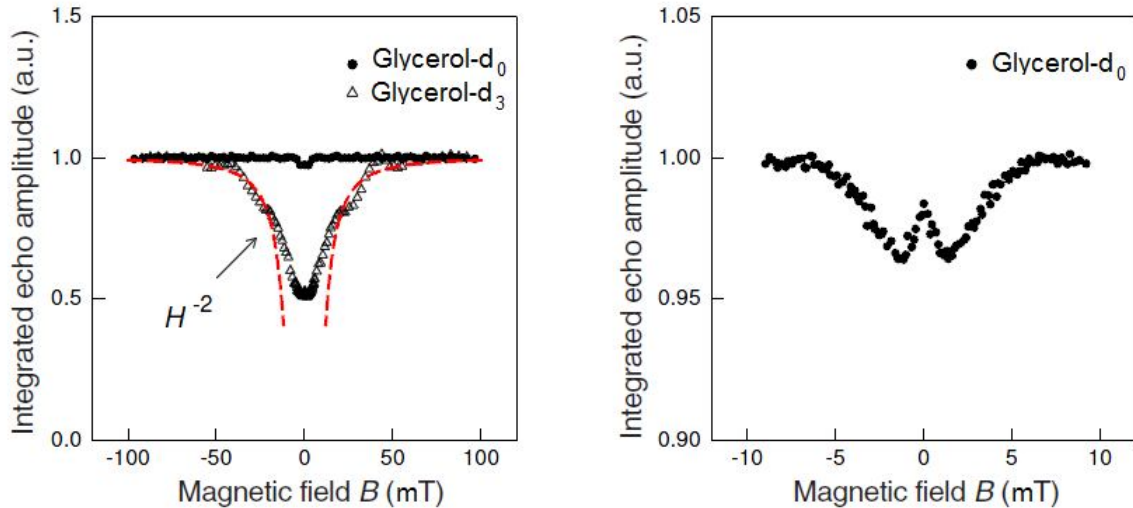 Integrated echo amplitude (a.u.)
1.5
1.0
0.5
0.0
Glycerol-d₀
Glycerol-d₃
H⁻²
-100 -50 0 50 100
Magnetic field B (mT)
Integrated echo amplitude (a.u.)
1.05
1.00
0.95
0.90
Glycerol-d₀
-10 -5 0 5 10
Magnetic field B (mT)